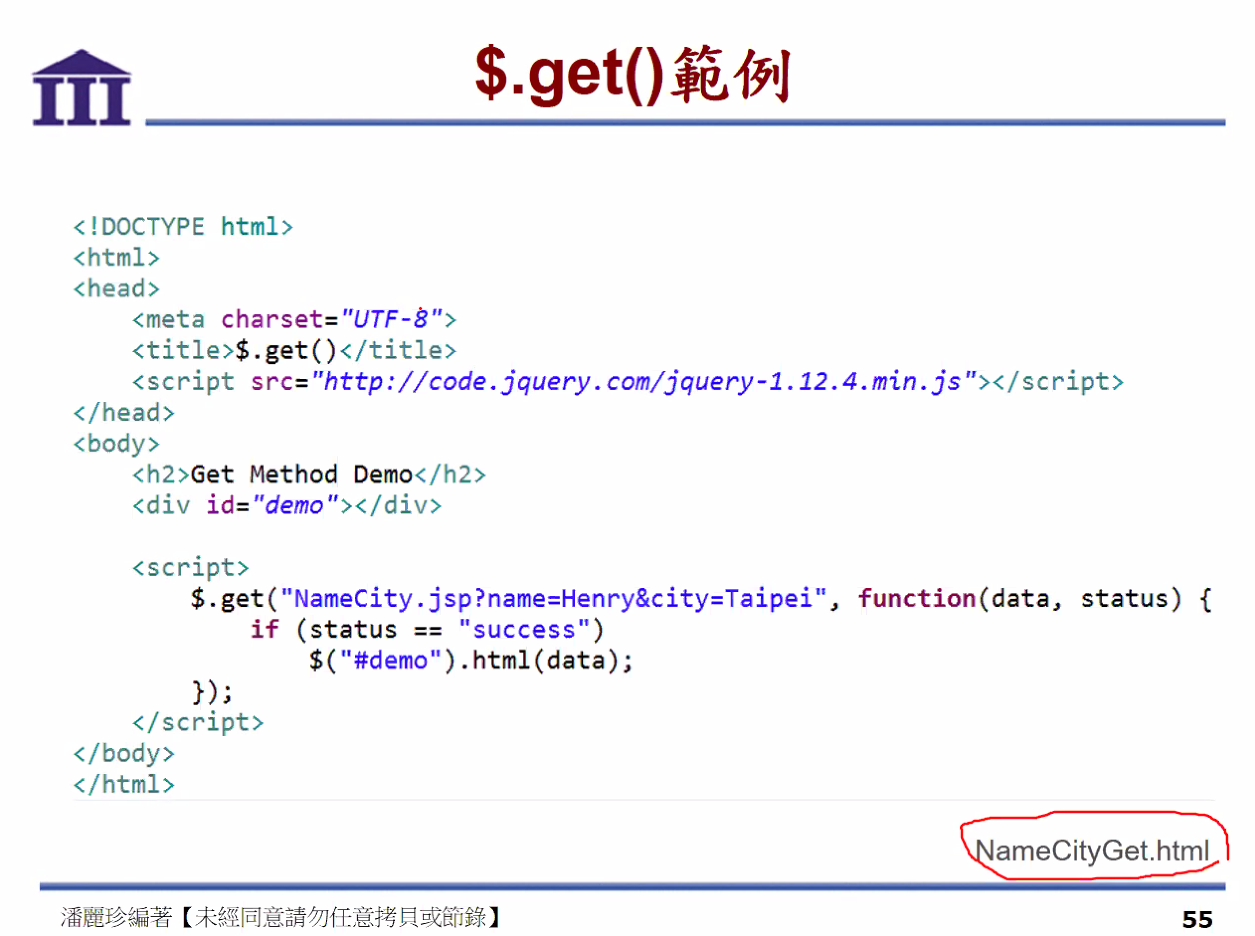 $.get()範例
<!DOCTYPE html>
<html>
<head>
    <meta charset="UTF-8">
    <title>$.get()</title>
    <script src="http://code.jquery.com/jquery-1.12.4.min.js"></script>
</head>
<body>
    <h2>Get Method Demo</h2>
    <div id="demo"></div>
    <script>
        $.get("NameCity.jsp?name=Henry&city=Taipei", function(data, status) {
            if (status == "success")
                $("#demo").html(data);
        });
    </script>
</body>
</html>
NameCityGet.html
潘麗珍編著【未經同意請勿任意拷貝或節錄】
55